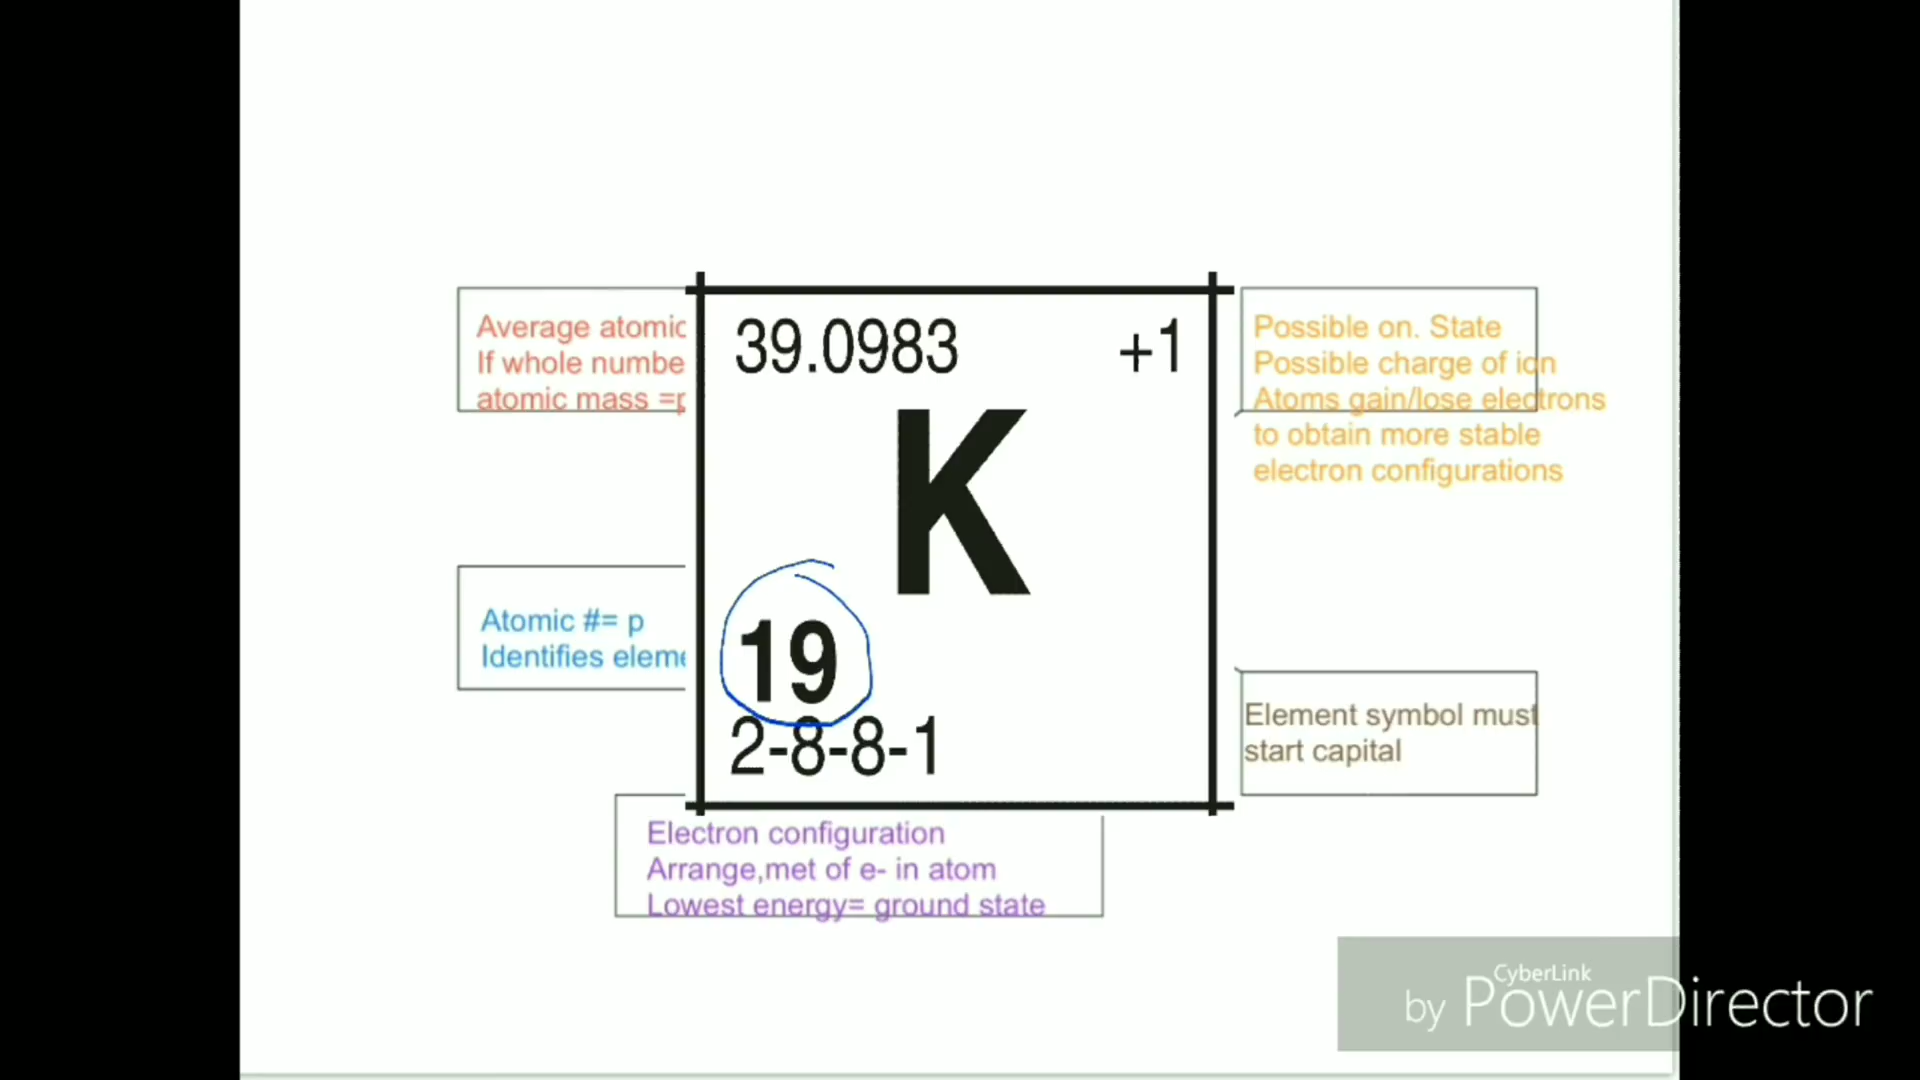 Average atomic
If whole numbe
atomic mass =p
39.0983
+1
Possible on. State
Possible charge of ion
Atoms gain/lose electrons
to obtain more stable
electron configurations
K
Atomic #= p
Identifies eleme
19
2-8-8-1
Element symbol must
start capital
Electron configuration
Arrange,met of e- in atom
Lowest energy= ground state
CyberLink
by PowerDirector